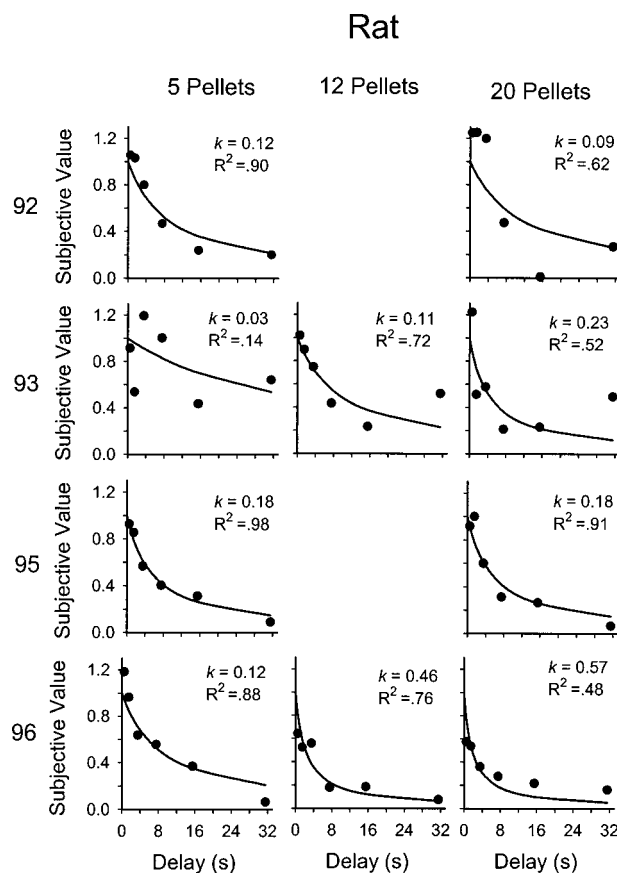 Rat
5 Pellets 12 Pellets 20 Pellets
92
Subjective Value
1.2
0.8
0.4
0.0
k = 0.12
R2 =.90
k = 0.09
R2 =.62
93
Subjective Value
1.2
0.8
0.4
0.0
k = 0.03
R2 =.14
k = 0.11
R2 =.72
k = 0.23
R2 =.52
95
Subjective Value
1.2
0.8
0.4
0.0
k = 0.18
R2 =.98
k = 0.18
R2 =.91
96
Subjective Value
1.2
0.8
0.4
0.0
k = 0.12
R2 =.88
k = 0.46
R2 =.76
k = 0.57
R2 =.48
0 8 16 24 32 0 8 16 24 32 0 8 16 24 32
Delay (s) Delay (s) Delay (s)